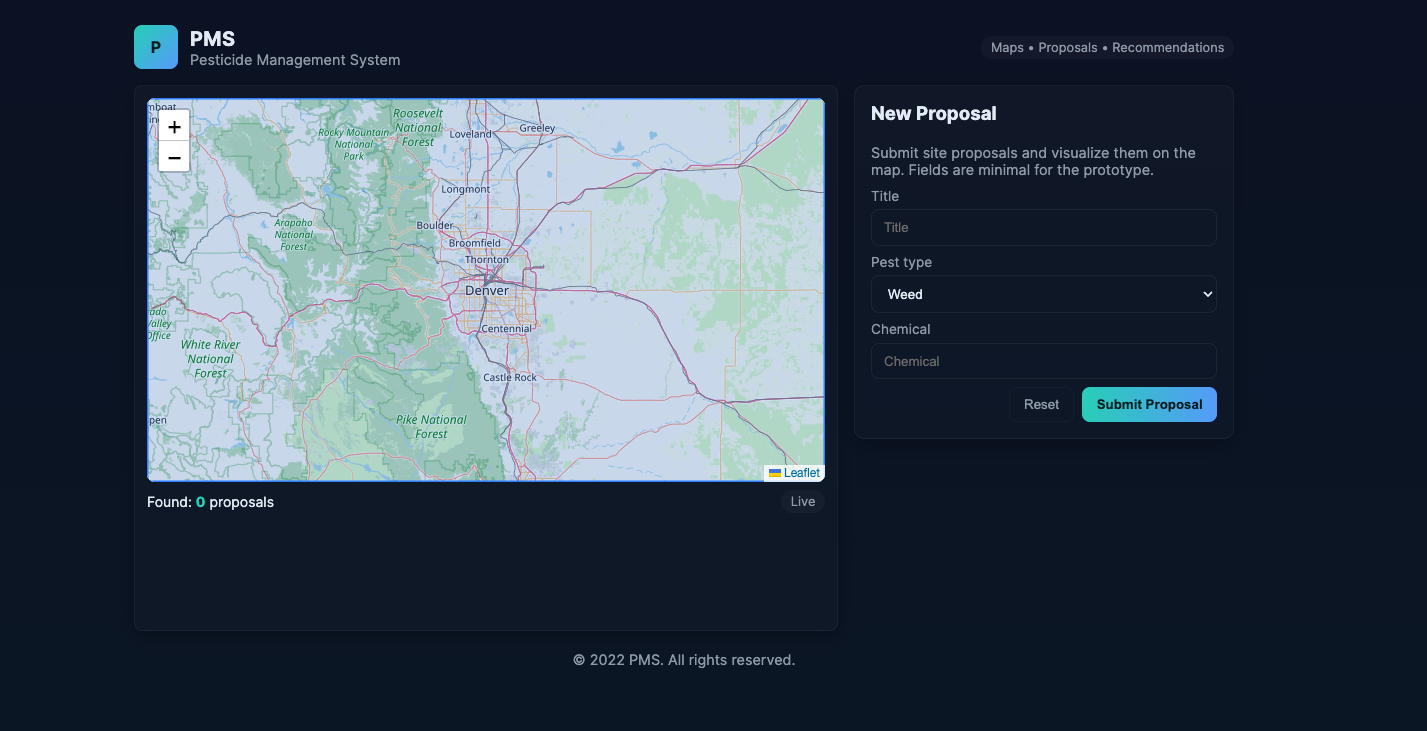 P
PMS
Pesticide Management System
Maps • Proposals • Recommendations
mboat
+
−
Roosevelt
National
Forest
Rocky Mountain
National
Park
Loveland
Greeley
Longmont
Arapaho
National
Forest
Boulder
Broomfield
Thornton
Denver
Centennial
ado
Valley
Office
White River
National
Forest
Castle Rock
pen
Pike National
Forest
Leaflet
Found: 0 proposals
Live
New Proposal
Submit site proposals and visualize them on the
map. Fields are minimal for the prototype.
Title
Title
Pest type
Weed
Chemical
Chemical
Reset
Submit Proposal
© 2022 PMS. All rights reserved.